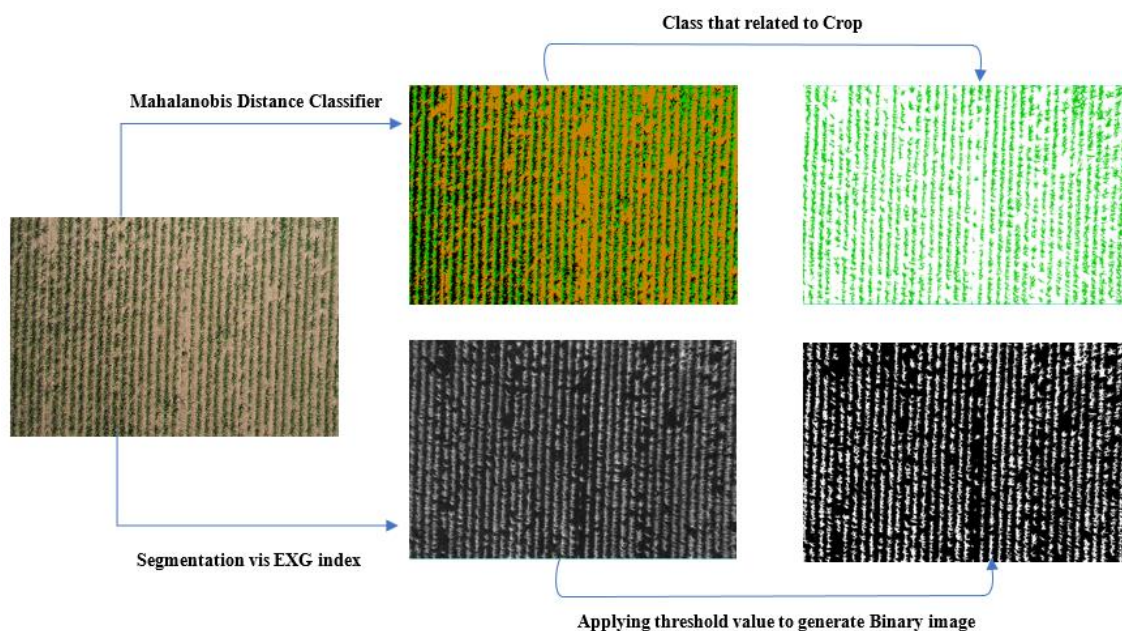 Class that related to Crop
Mahalanobis Distance Classifier
Segmentation vis EXG index
Applying threshold value to generate Binary image